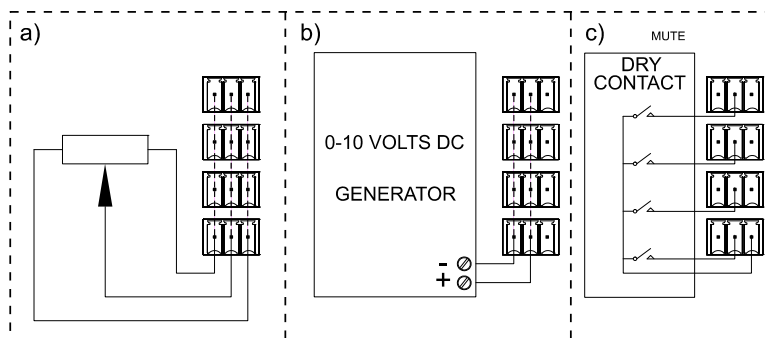 a)
b)
0-10 VOLTS DC
GENERATOR
-
+
c)
MUTE
DRY
CONTACT